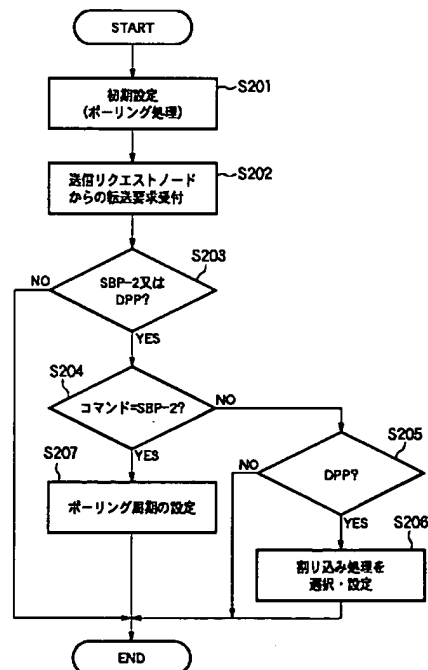 START
初期設定
(ポーリング処理)
S201
送信リクエストノード
からの転送要求受付
S202
S203
NO
SBP-2又は
DPP?
YES
S204
コマンド=SBP-2?
NO
YES
S205
NO
DPP?
YES
S207
ポーリング周期の設定
S206
割り込み処理を
選択・設定
END